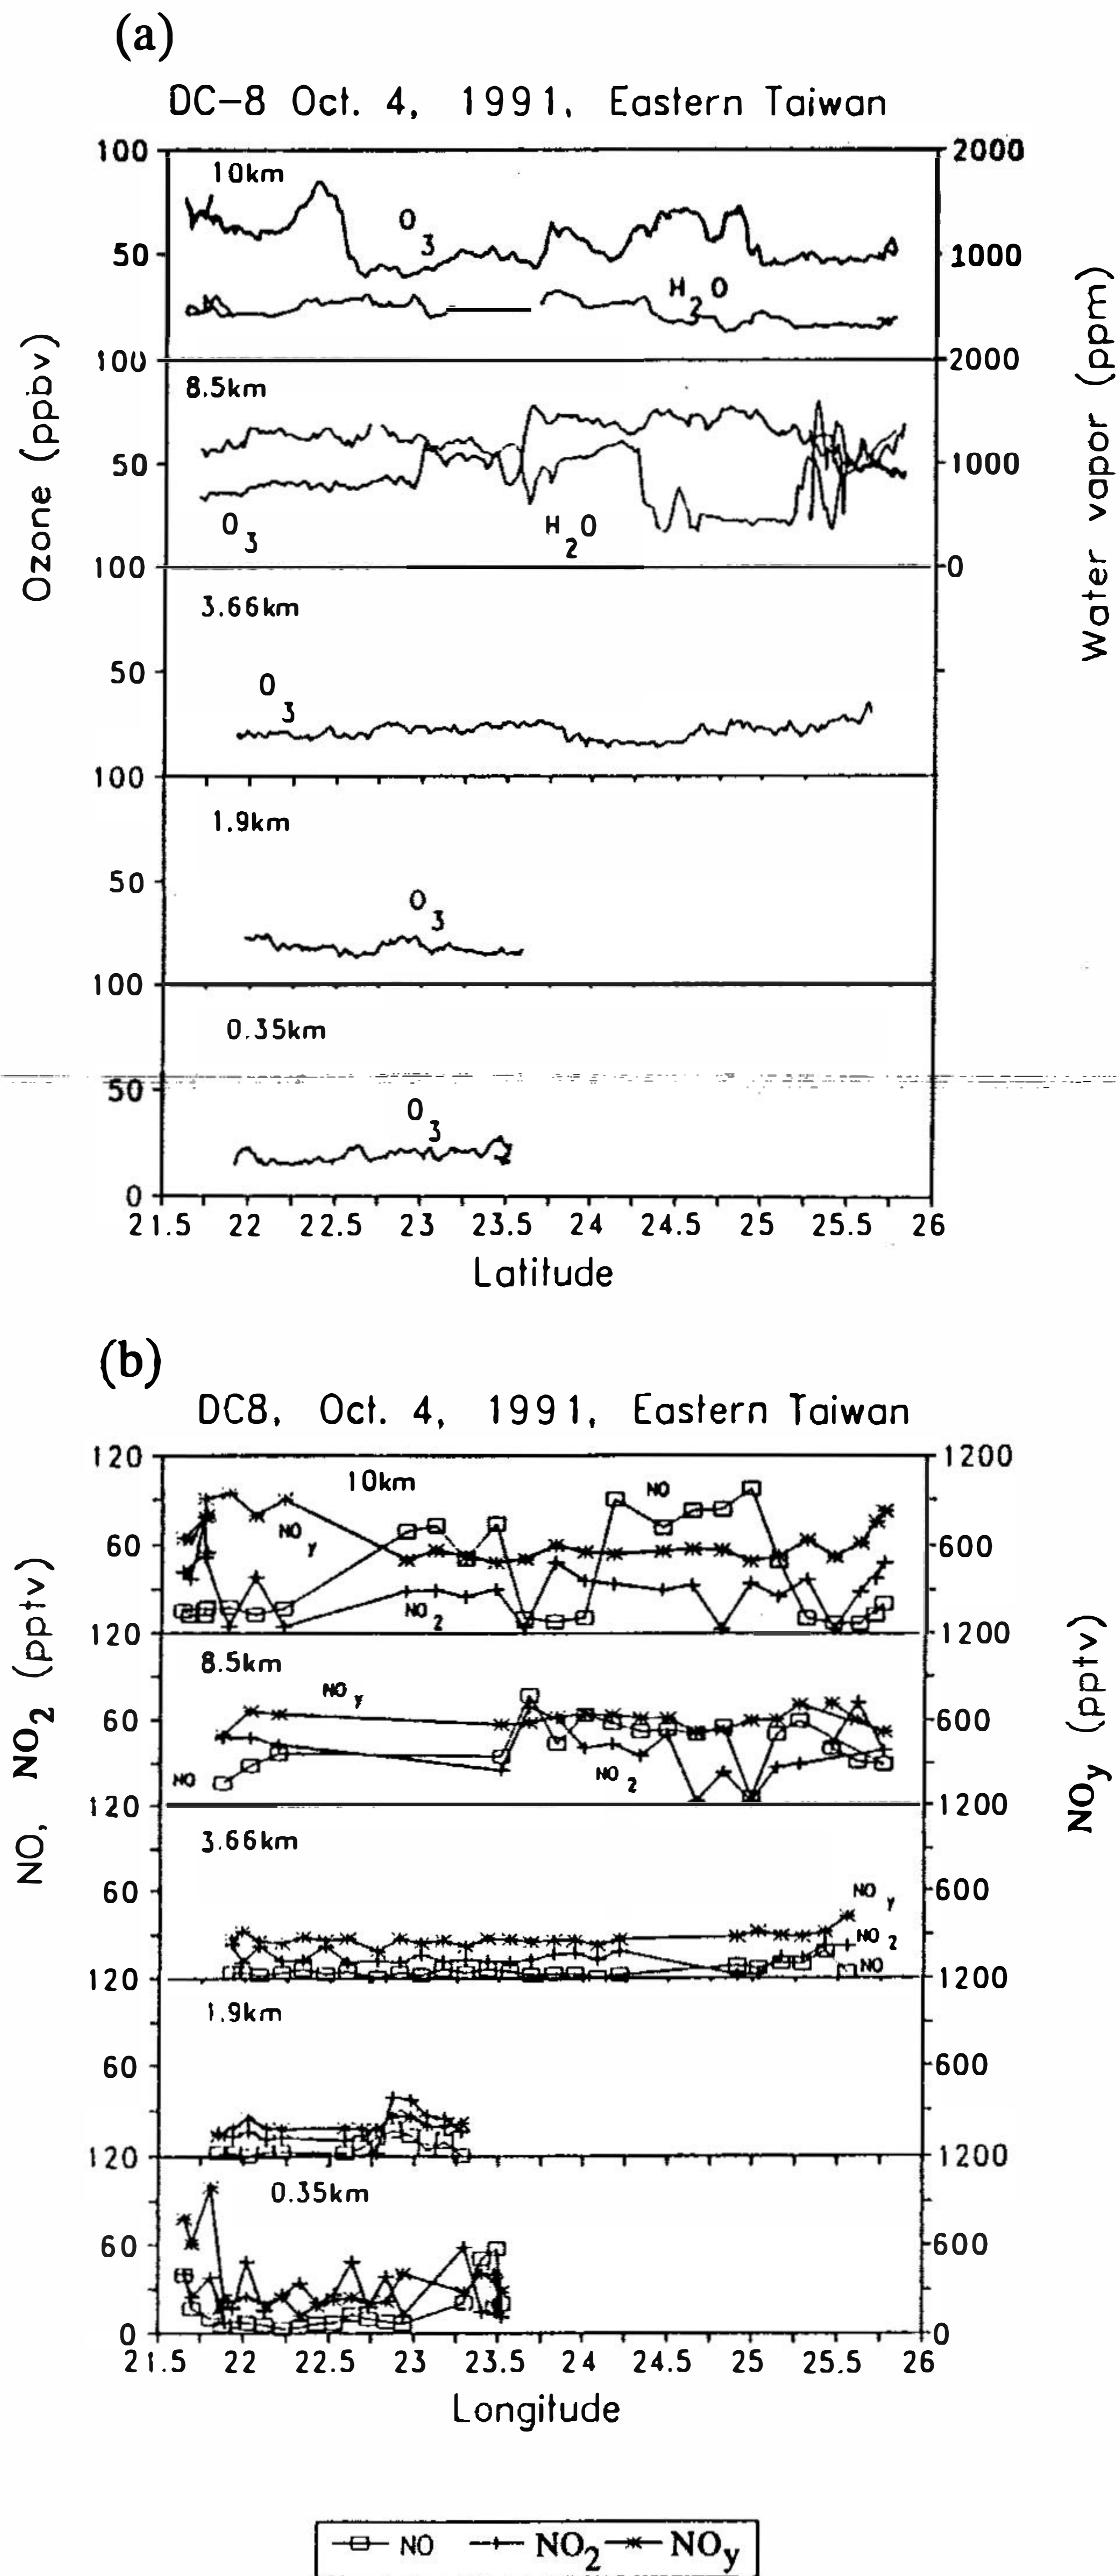 (a)
DC-8 Oct. 4, 1991, Eastern Taiwan
100 2000
10km
O3
50 1000
H2O
100 2000
8.5km
50 1000
O3 H2O
100 0
3.66km
50
O3
100
1.9km
50
O3
100
0.35km
50
O3
0
21.5 22 22.5 23 23.5 24 24.5 25 25.5 26
Latitude
Ozone (ppbv)
Water vapor (ppm)
(b)
DC8, Oct. 4, 1991, Eastern Taiwan
120 1200
10km
NO
NOy
60 600
NO2
120 1200
8.5km
NOy
60 600
NO NO2
120 1200
3.66km
60 600
NOy
NO2
NO
120 1200
1.9km
60 600
120 1200
0.35km
60 600
0 0
21.5 22 22.5 23 23.5 24 24.5 25 25.5 26
Longitude
NO, NO2 (pptv)
NOy (pptv)
NO NO2 NOy